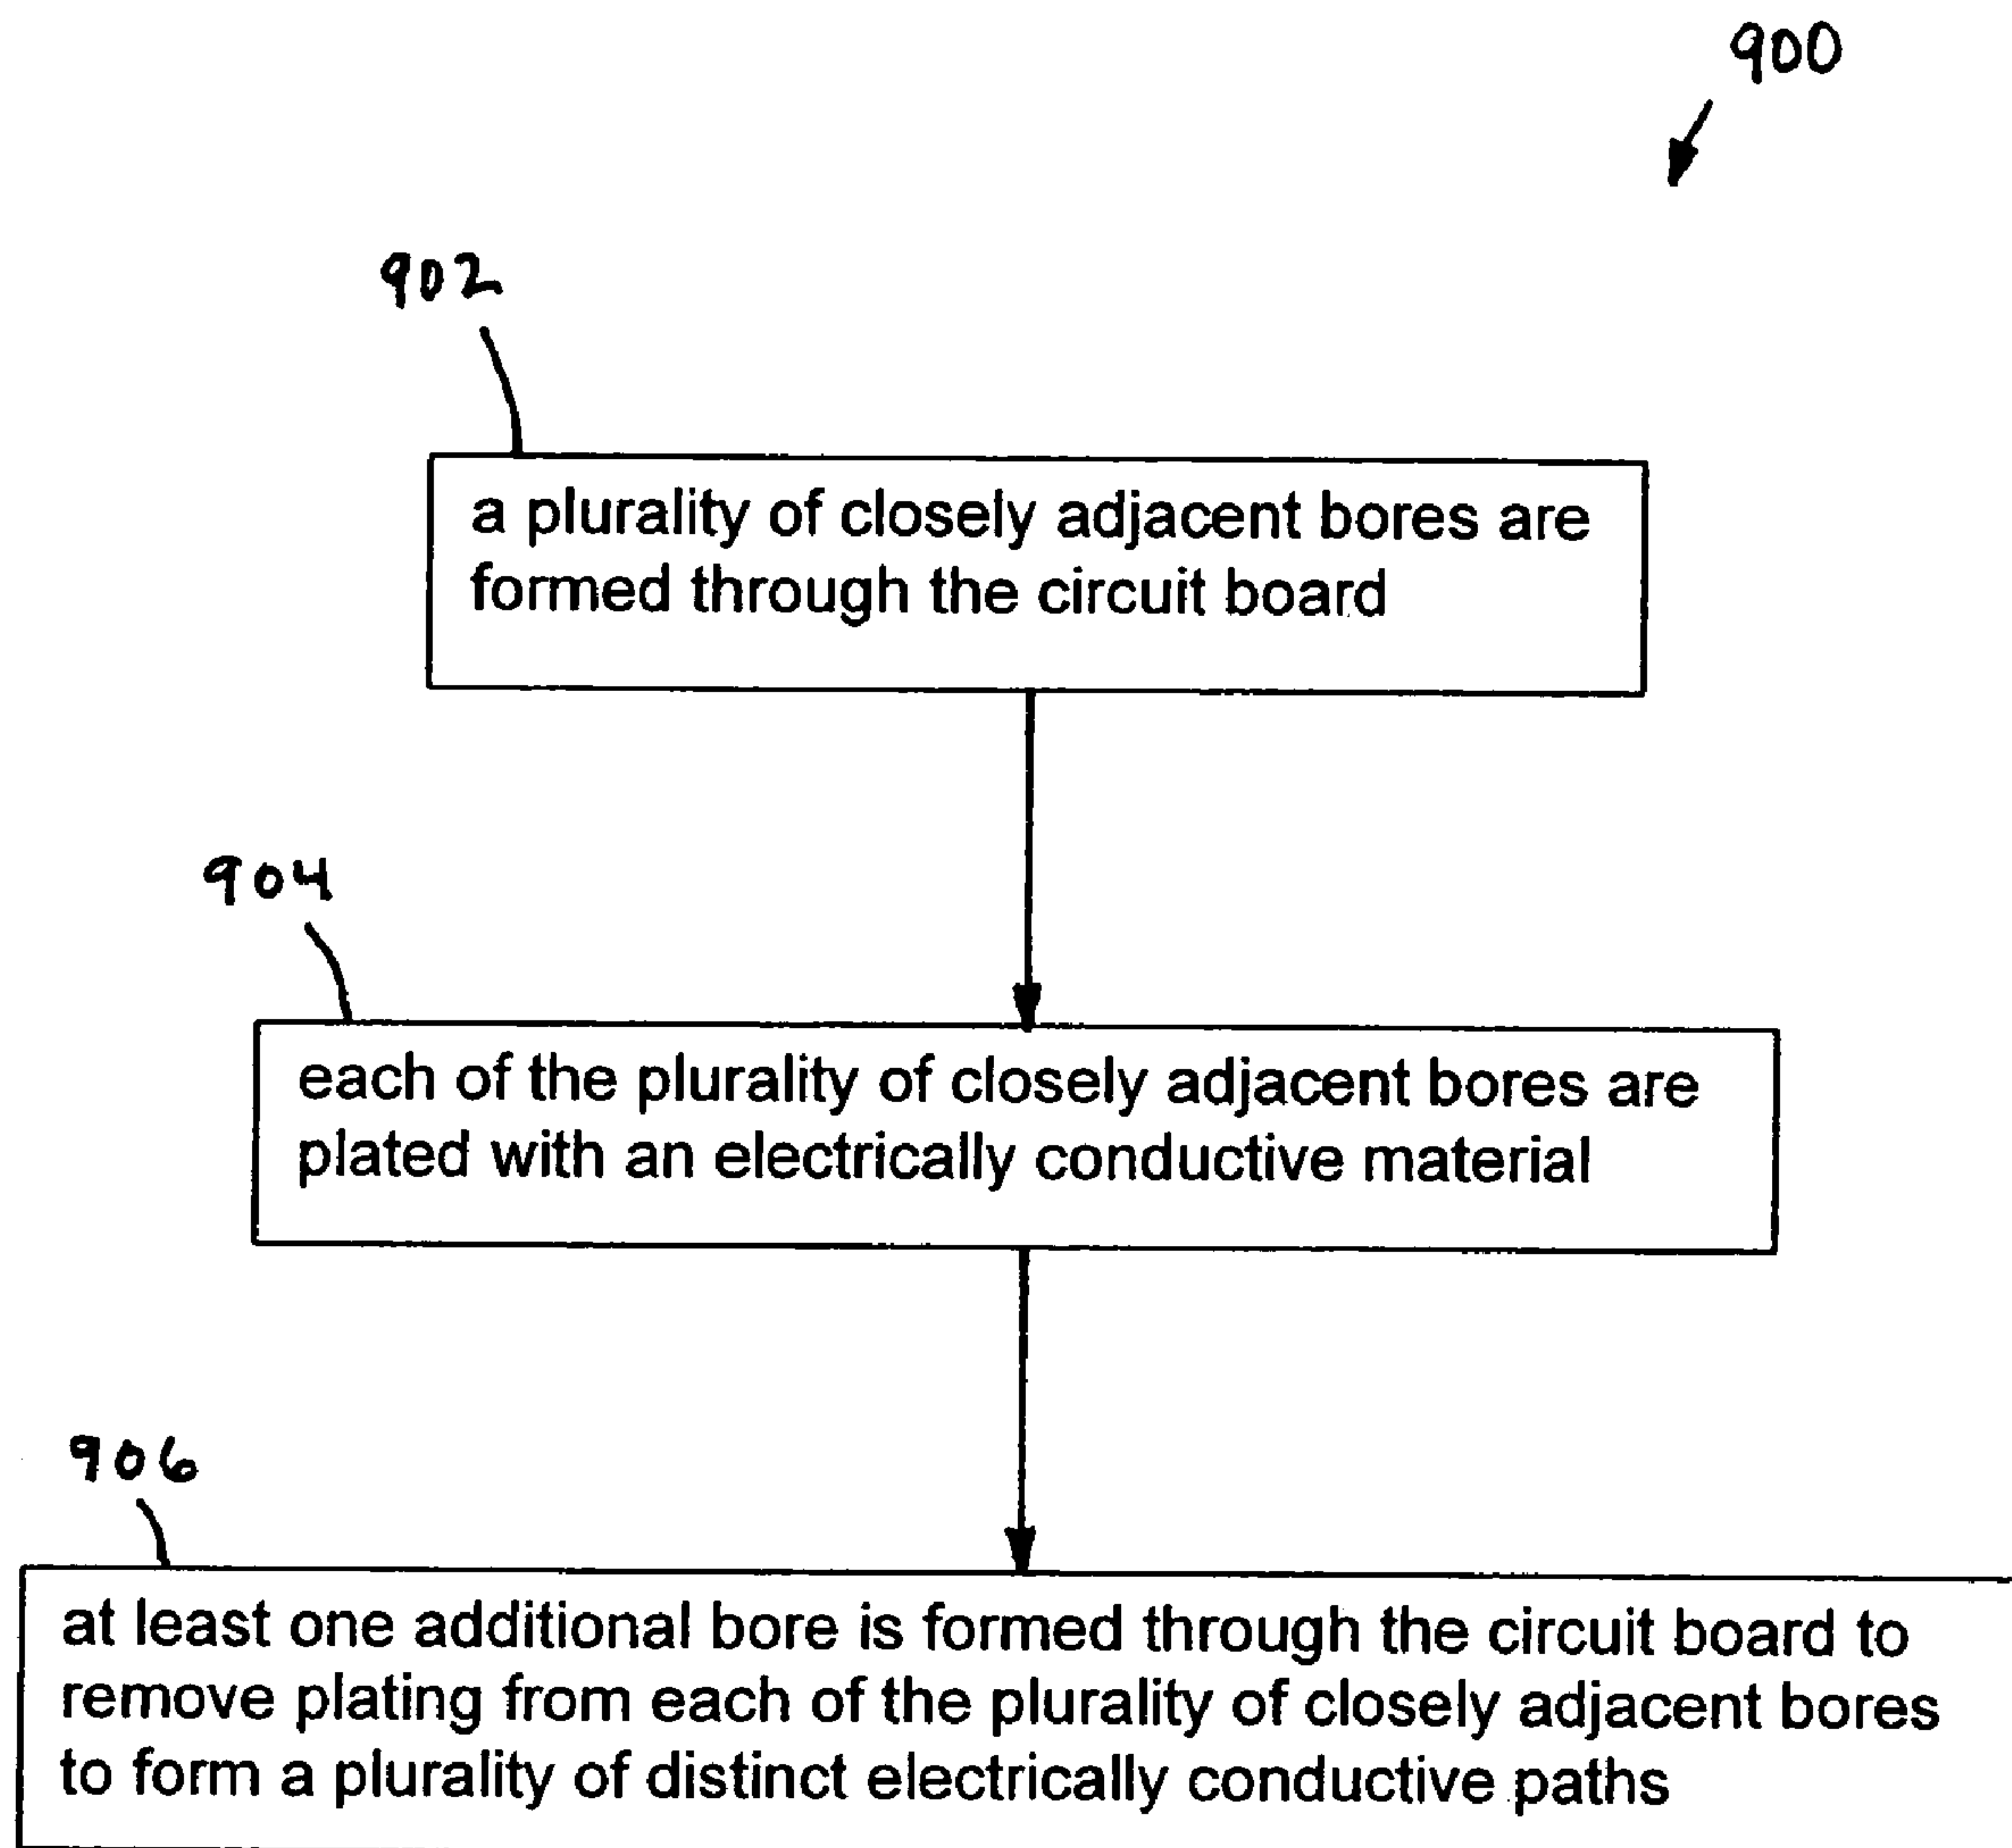 900
902
a plurality of closely adjacent bores are
formed through the circuit board
904
each of the plurality of closely adjacent bores are
plated with an electrically conductive material
906
at least one additional bore is formed through the circuit board to
remove plating from each of the plurality of closely adjacent bores
to form a plurality of distinct electrically conductive paths